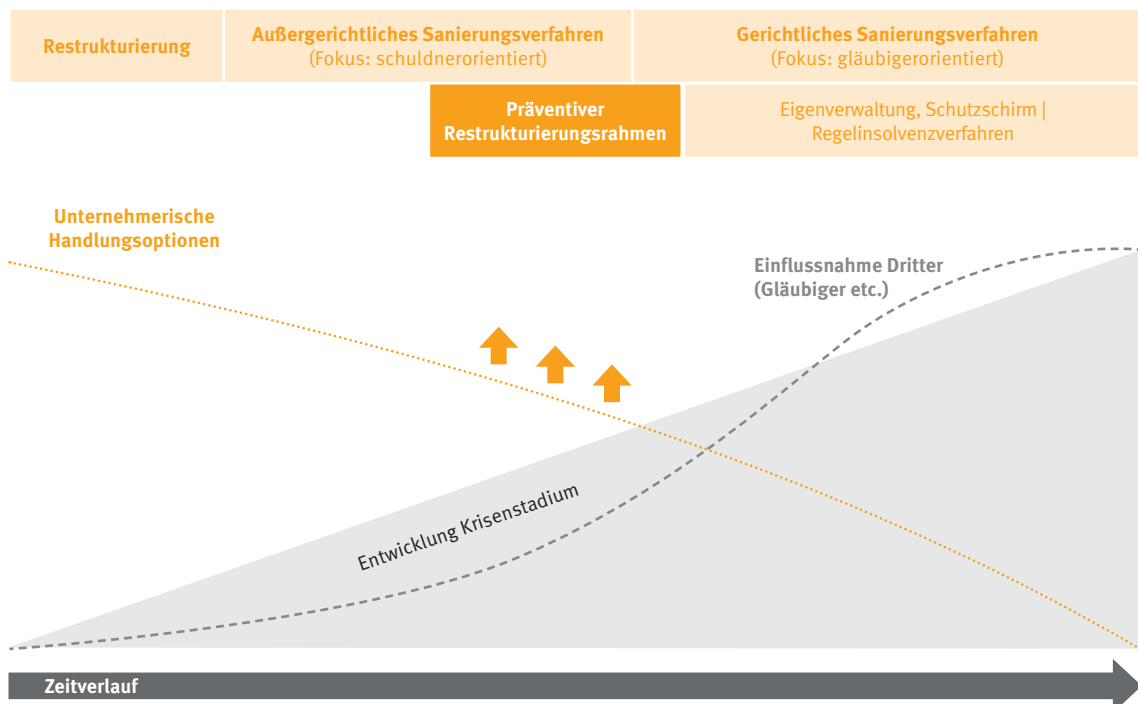 Restrukturierung
Außergerichtliches Sanierungsverfahren
(Fokus: schuldnerorientiert)
Gerichtliches Sanierungsverfahren
(Fokus: gläubigerorientiert)
Präventiver
Restrukturierungsrahmen
Eigenverwaltung, Schutzschirm |
Regelinsolvenzverfahren
Unternehmerische
Handlungsoptionen
Einflussnahme Dritter
(Gläubiger etc.)
Entwicklung Krisenstadium
Zeitverlauf